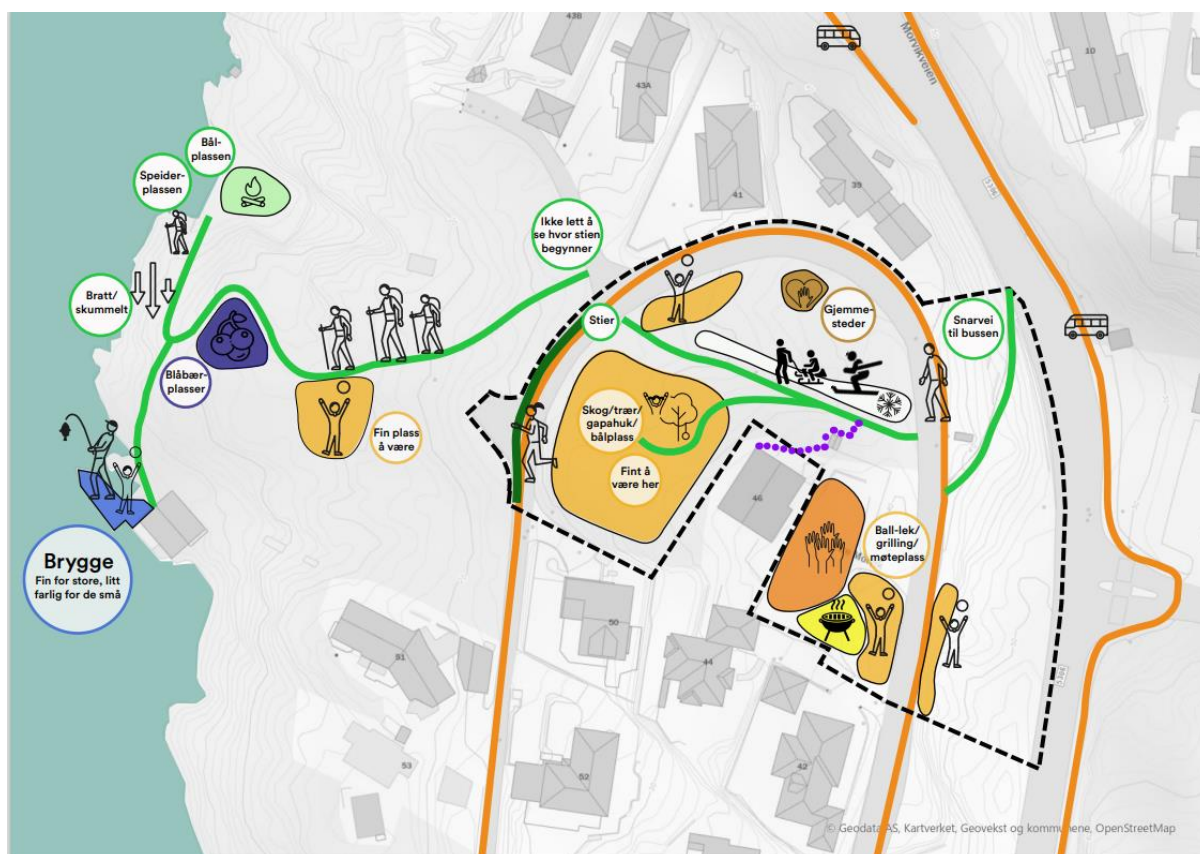 43B
43A
Morvikveien
10
41
39
5306
Bål-
plassen
Speider-
plassen
Ikke lett å
se hvor stien
begynner
Bratt/
skummelt
Blåbær-
plasser
Fin plass
å være
Stier
Gjemme-
steder
Snarvei
til bussen
Skog/trær/
gapahuk/
bålplass
Fint å
være her
46
Ball-lek/
grilling/
møteplass
Brygge
Fin for store, litt
farlig for de små
50
51
44
53
52
42
© Geodata AS, Kartverket, Geovekst og kommunene, OpenStreetMap